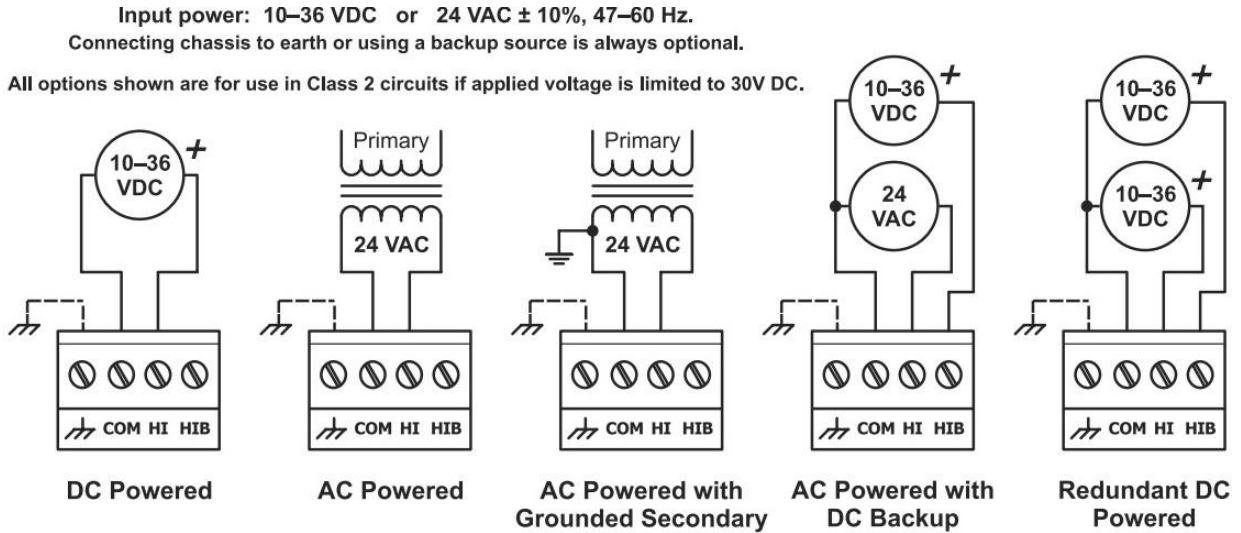 Input power: 10–36 VDC or 24 VAC ± 10%, 47–60 Hz.
Connecting chassis to earth or using a backup source is always optional.
All options shown are for use in Class 2 circuits if applied voltage is limited to 30V DC.
10–36
VDC
+
COM HI HIB
DC Powered
Primary
24 VAC
COM HI HIB
AC Powered
Primary
24 VAC
COM HI HIB
AC Powered with
Grounded Secondary
10–36
VDC
+
24
VAC
COM HI HIB
AC Powered with
DC Backup
10–36
VDC
+
10–36
VDC
+
COM HI HIB
Redundant DC
Powered